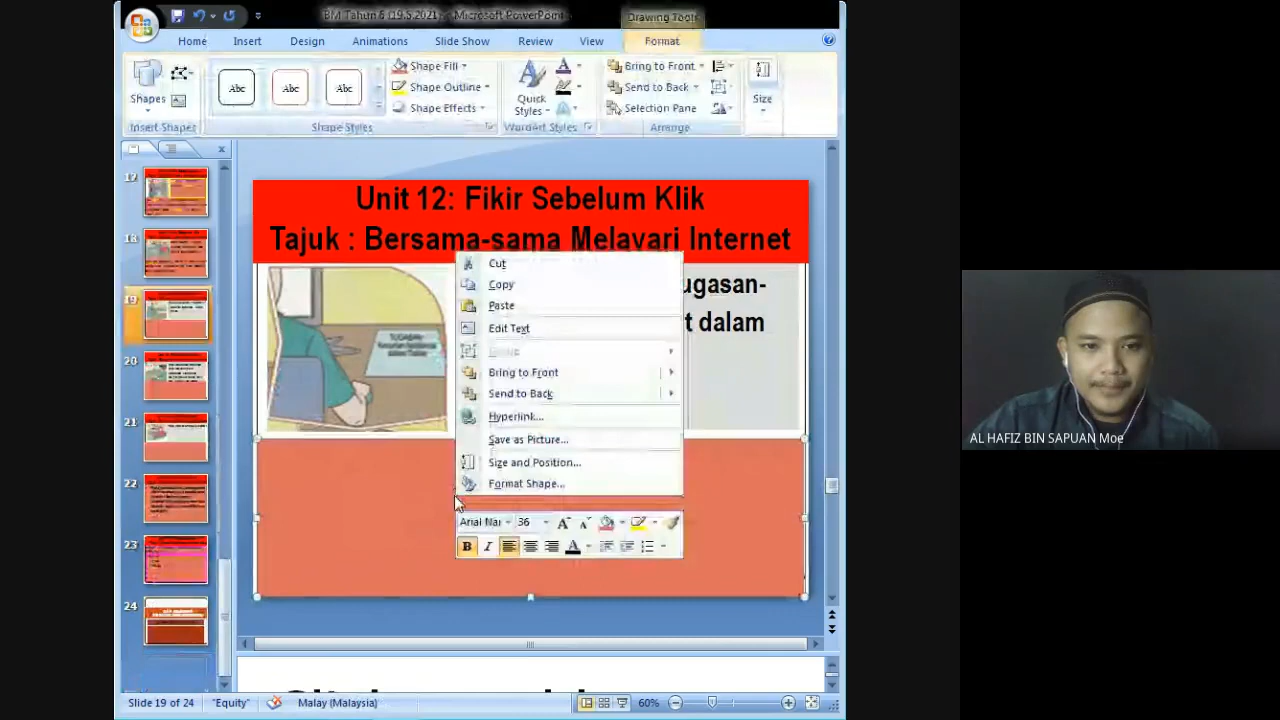 BM Tahun 6 (19.5.2021) - Microsoft PowerPoint
Drawing Tools
Home Insert Design Animations Slide Show Review View Format
Shapes
Insert Shapes
Abc Abc Abc
Shape Fill
Shape Outline
Shape Effects
Shape Styles
Quick
Styles
WordArt Styles
Bring to Front
Send to Back
Selection Pane
Arrange
Size
17
18
19
20
21
22
23
24
Unit 12: Fikir Sebelum Klik
Tajuk : Bersama-sama Melayari Internet
ugasan-
t dalam
TUGASAN
Cut
Copy
Paste
Edit Text
Bring to Front
Send to Back
Hyperlink...
Save as Picture...
Size and Position...
Format Shape...
Arial Nar 36 A A
B I A
AL HAFIZ BIN SAPUAN Moe
Slide 19 of 24 "Equity" Malay (Malaysia) 60%